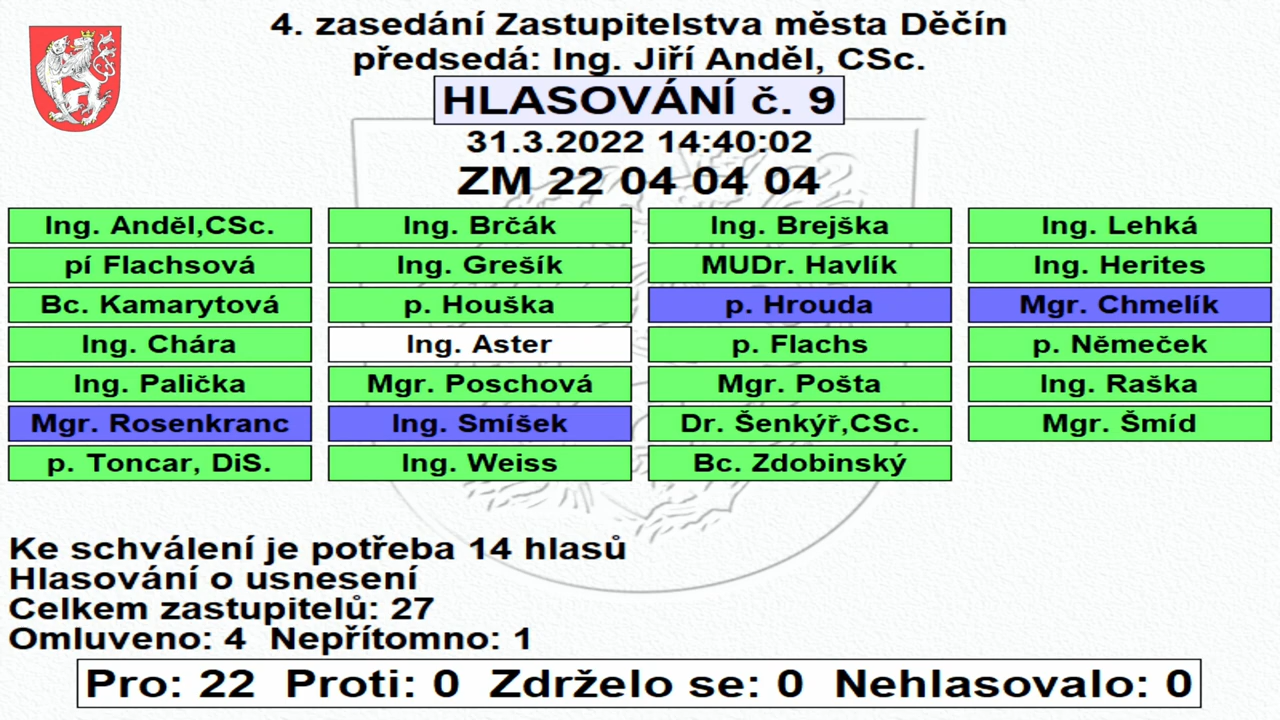 4. zasedání Zastupitelstva města Děčín
předsedá: Ing. Jiří Anděl, CSc.
HLASOVÁNÍ č. 9
31.3.2022 14:40:02
ZM 22 04 04 04
Ing. Anděl,CSc. Ing. Brčák Ing. Brejška Ing. Lehká
pí Flachsová Ing. Grešík MUDr. Havlík Ing. Herites
Bc. Kamarytová p. Houška p. Hrouda Mgr. Chmelík
Ing. Chára Ing. Aster p. Flachs p. Němeček
Ing. Palička Mgr. Poschová Mgr. Pošta Ing. Raška
Mgr. Rosenkranc Ing. Smíšek Dr. Šenkýř,CSc. Mgr. Šmíd
p. Toncar, DiS. Ing. Weiss Bc. Zdobinský
Ke schválení je potřeba 14 hlasů
Hlasování o usnesení
Celkem zastupitelů: 27
Omluveno: 4 Nepřítomno: 1
Pro: 22 Proti: 0 Zdrželo se: 0 Nehlasovalo: 0